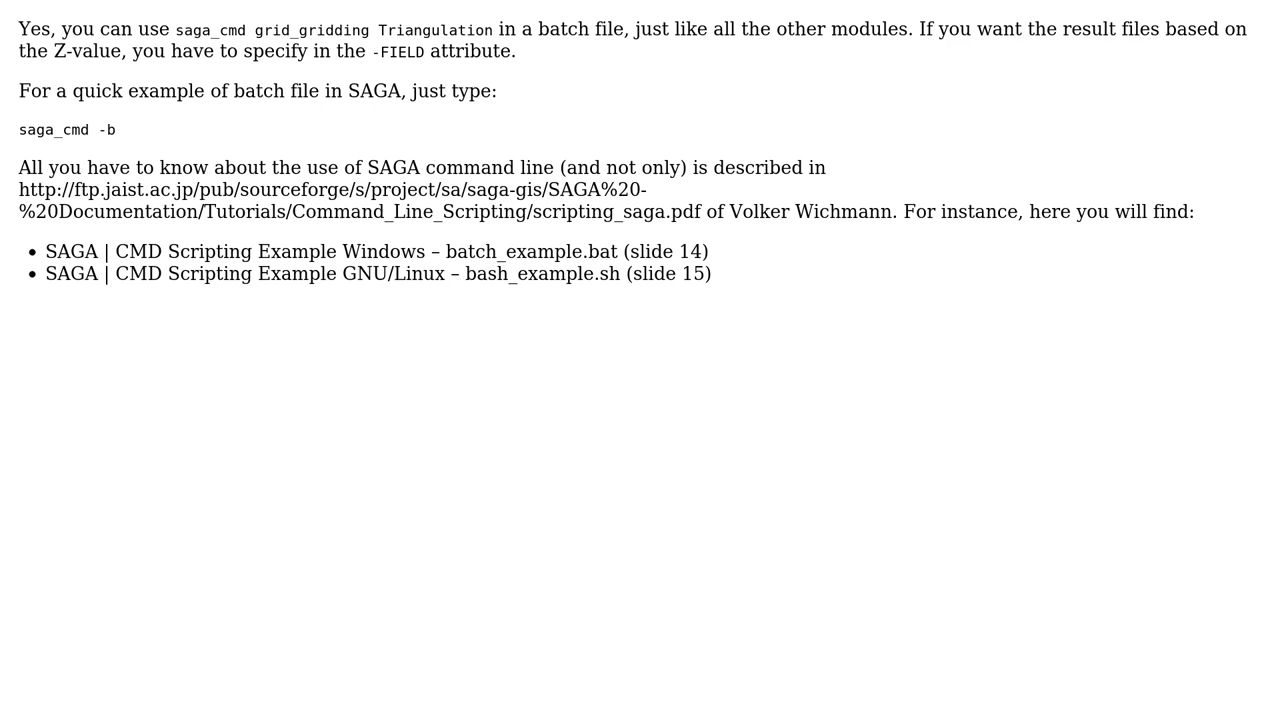 Yes, you can use saga_cmd grid_gridding Triangulation in a batch file, just like all the other modules. If you want the result files based on
the Z-value, you have to specify in the -FIELD attribute.
For a quick example of batch file in SAGA, just type:
saga_cmd -b
All you have to know about the use of SAGA command line (and not only) is described in
http://ftp.jaist.ac.jp/pub/sourceforge/s/project/sa/saga-gis/SAGA%20-
%20Documentation/Tutorials/Command_Line_Scripting/scripting_saga.pdf of Volker Wichmann. For instance, here you will find:
• SAGA | CMD Scripting Example Windows – batch_example.bat (slide 14)
• SAGA | CMD Scripting Example GNU/Linux – bash_example.sh (slide 15)